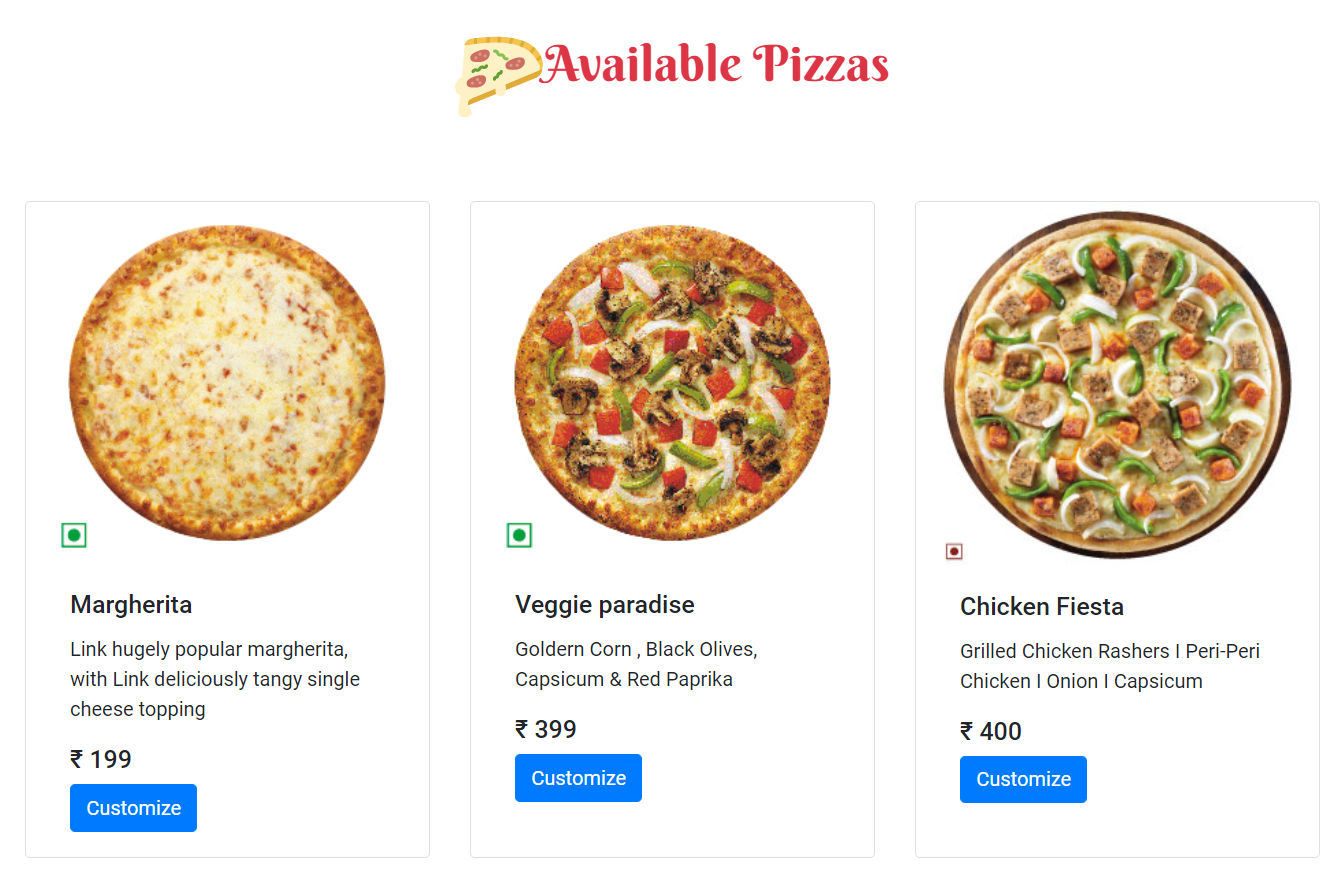 Available Pizzas
Margherita
Link hugely popular margherita,
with Link deliciously tangy single
cheese topping
₹ 199
Customize
Veggie paradise
Goldern Corn , Black Olives,
Capsicum & Red Paprika
₹ 399
Customize
Chicken Fiesta
Grilled Chicken Rashers I Peri-Peri
Chicken I Onion I Capsicum
₹ 400
Customize